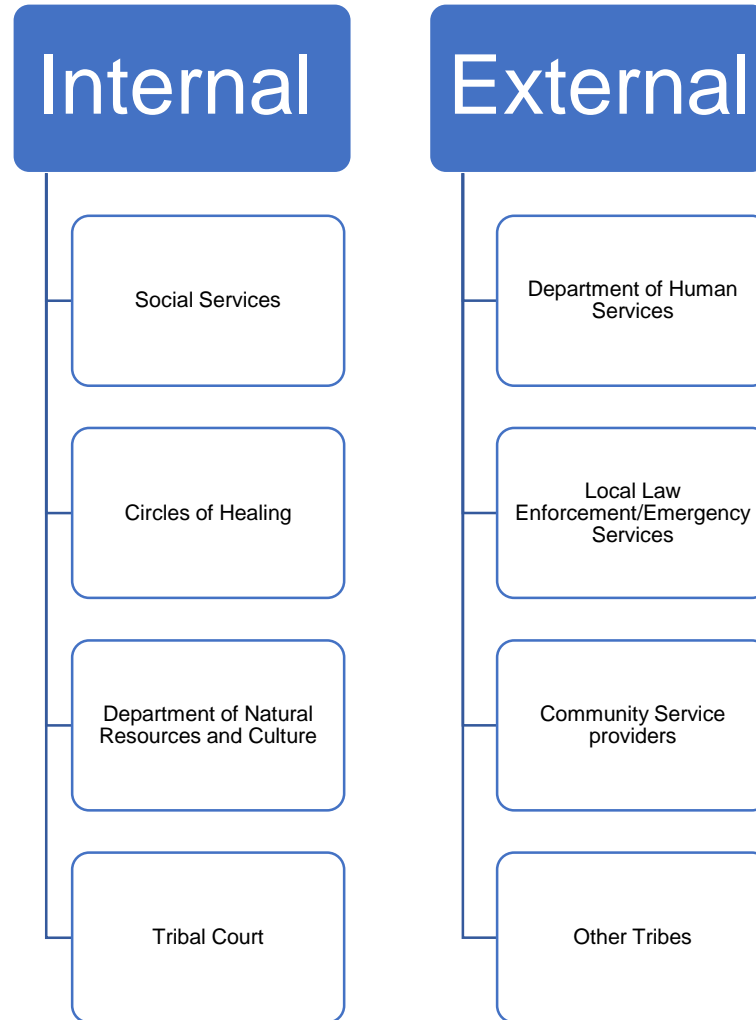 Internal
Social Services
Circles of Healing
Department of Natural
Resources and Culture
Tribal Court
External
Department of Human
Services
Local Law
Enforcement/Emergency
Services
Community Service
providers
Other Tribes